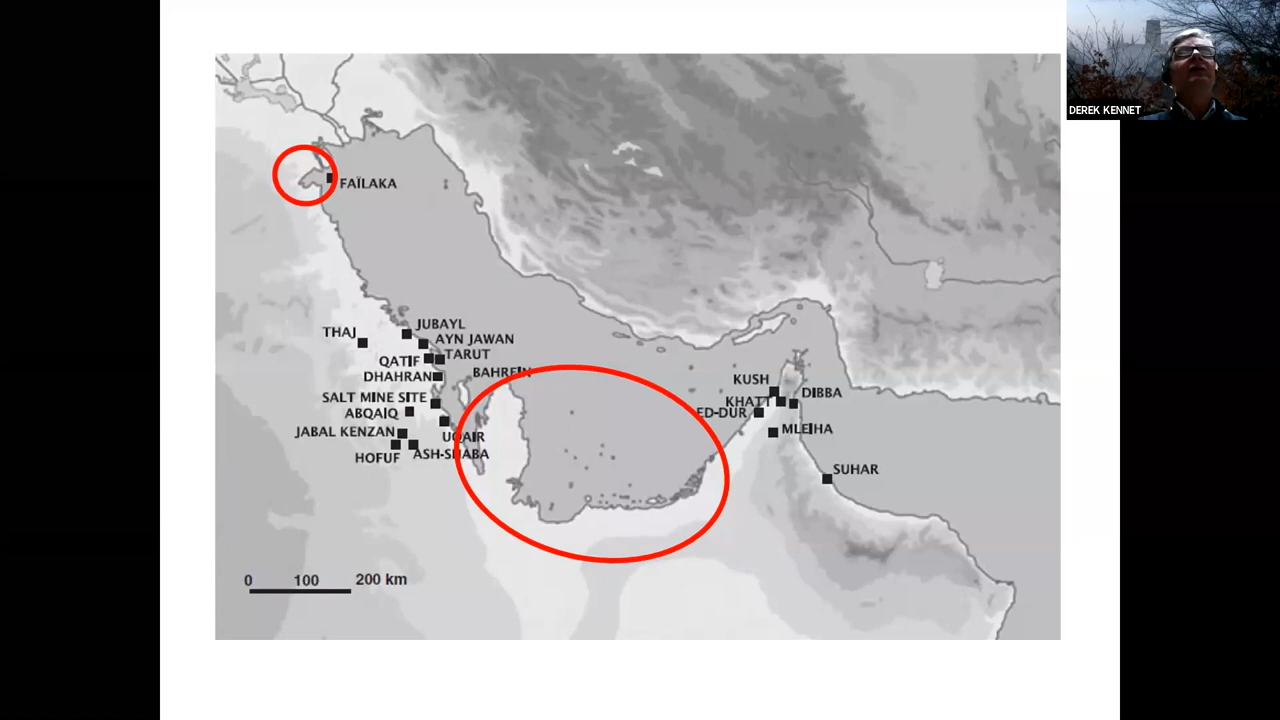 DEREK KENNET
FAÏLAKA
JUBAYL
THAJ
AYN JAWAN
TARUT
QATIF
BAHREIN
DHAHRAN
KUSH
DIBBA
SALT MINE SITE
KHATT
ABQAIQ
ED-DUR
JABAL KENZAN
UQAIR
MLEIHA
HOFUF
ASH-SHABA
SUHAR
0 100 200 km